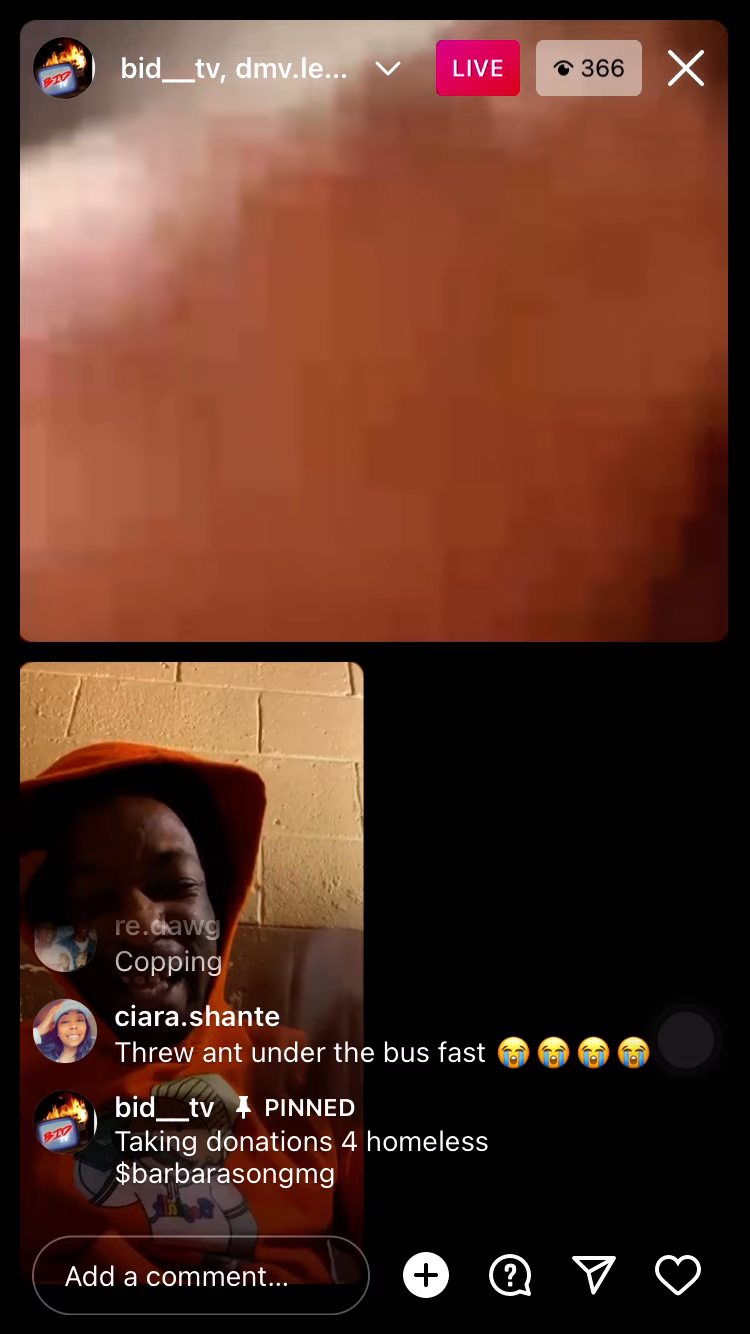 bid__tv, dmv.le...
LIVE
366
re.dawg
Copping
ciara.shante
Threw ant under the bus fast 😭😭😭😭
bid__tv PINNED
Taking donations 4 homeless
$barbarasongmg
Add a comment...